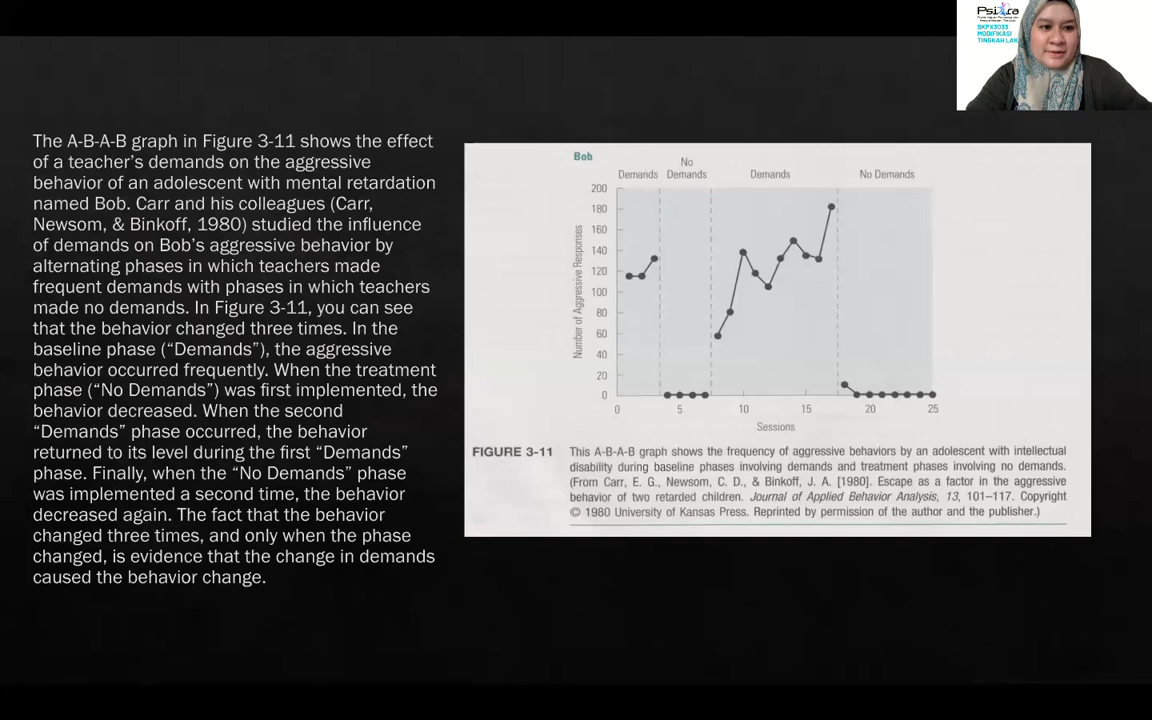 Psitra
SKPX3033
MODIFIKASI
TINGKAH LAK
The A-B-A-B graph in Figure 3-11 shows the effect
of a teacher’s demands on the aggressive
behavior of an adolescent with mental retardation
named Bob. Carr and his colleagues (Carr,
Newsom, & Binkoff, 1980) studied the influence
of demands on Bob’s aggressive behavior by
alternating phases in which teachers made
frequent demands with phases in which teachers
made no demands. In Figure 3-11, you can see
that the behavior changed three times. In the
baseline phase (“Demands”), the aggressive
behavior occurred frequently. When the treatment
phase (“No Demands”) was first implemented, the
behavior decreased. When the second
“Demands” phase occurred, the behavior
returned to its level during the first “Demands”
phase. Finally, when the “No Demands” phase
was implemented a second time, the behavior
decreased again. The fact that the behavior
changed three times, and only when the phase
changed, is evidence that the change in demands
caused the behavior change.
Bob
No
Demands Demands Demands No Demands
Number of Aggressive Responses
200
180
160
140
120
100
80
60
40
20
0
0 5 10 15 20 25
Sessions
FIGURE 3-11 This A-B-A-B graph shows the frequency of aggressive behaviors by an adolescent with intellectual
disability during baseline phases involving demands and treatment phases involving no demands.
(From Carr, E. G., Newsom, C. D., & Binkoff, J. A. [1980]. Escape as a factor in the aggressive
behavior of two retarded children. Journal of Applied Behavior Analysis, 13, 101–117. Copyright
© 1980 University of Kansas Press. Reprinted by permission of the author and the publisher.)